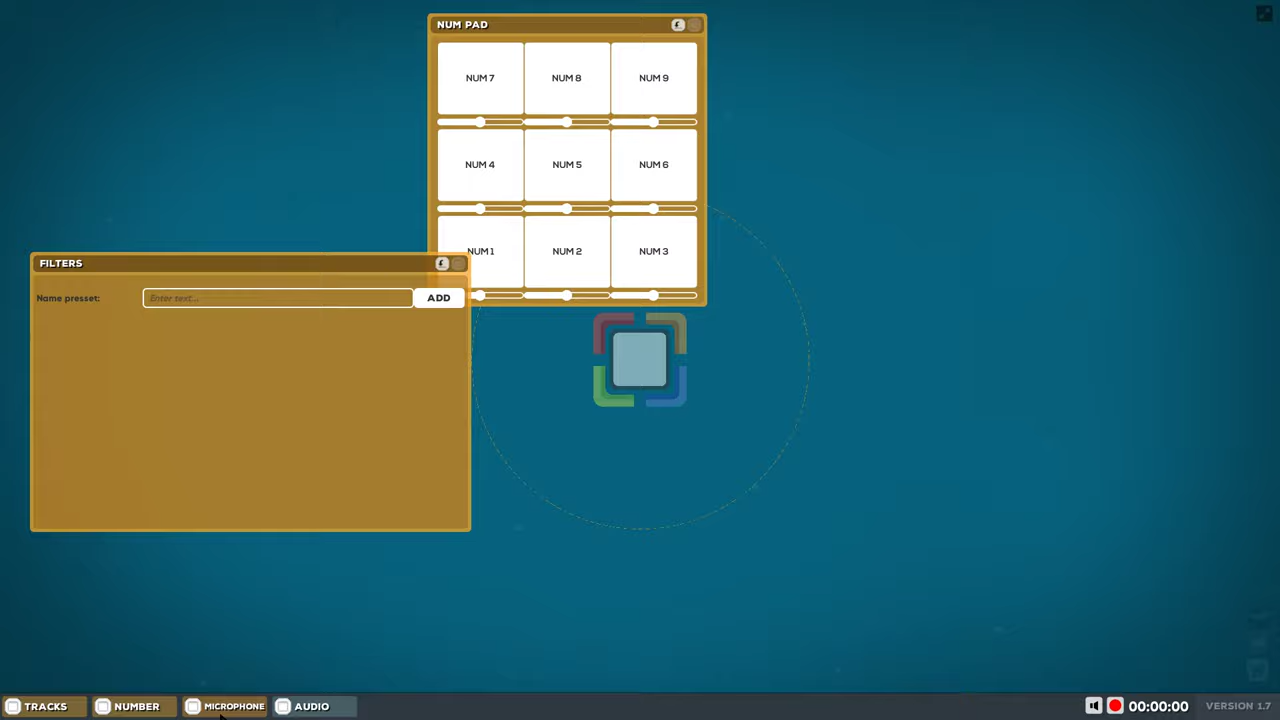 NUM PAD
NUM 7 NUM 8 NUM 9
NUM 4 NUM 5 NUM 6
NUM 1 NUM 2 NUM 3
FILTERS
Name presset: Enter text... ADD
TRACKS NUMBER MICROPHONE AUDIO 00:00:00 VERSION 1.7